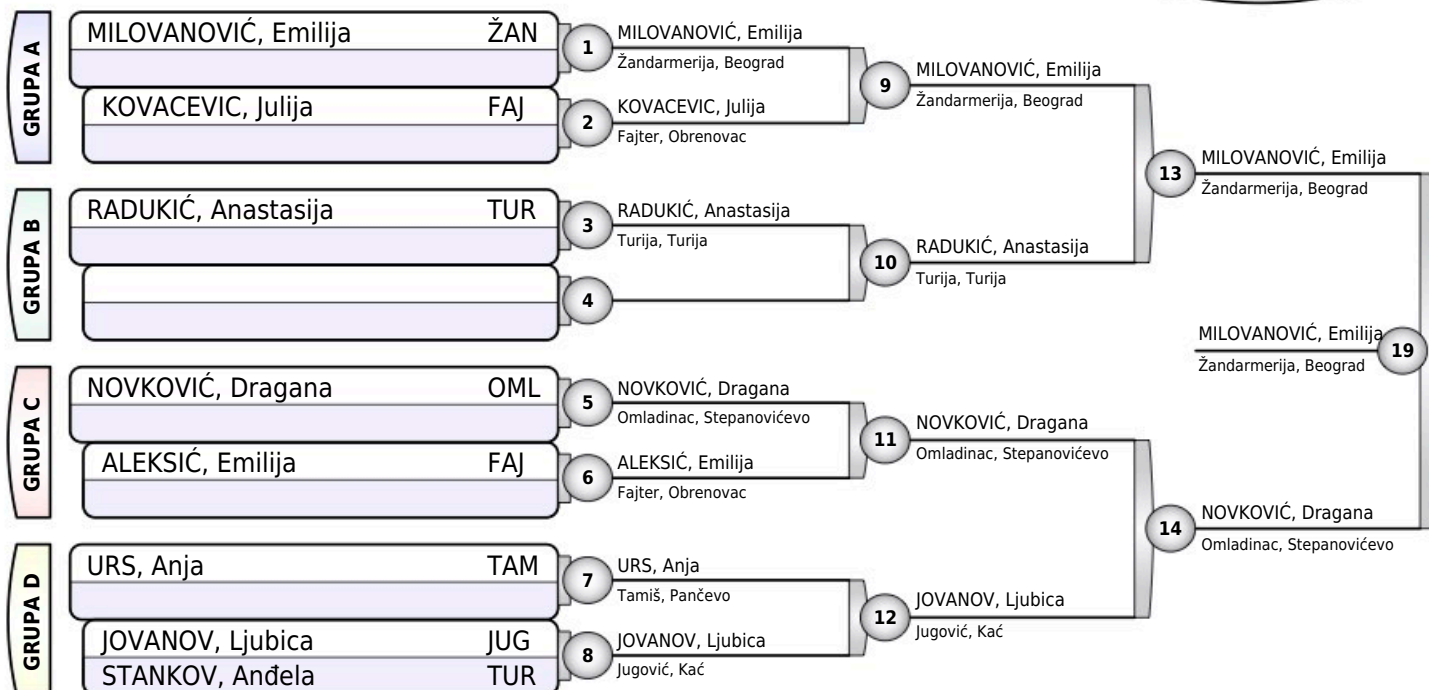 GRUPA A
MILOVANOVIĆ, Emilija ŽAN
KOVACEVIC, Julija FAJ
1
MILOVANOVIĆ, Emilija
Žandarmerija, Beograd
2
KOVACEVIC, Julija
Fajter, Obrenovac
9
MILOVANOVIĆ, Emilija
Žandarmerija, Beograd
GRUPA B
RADUKIĆ, Anastasija TUR
3
RADUKIĆ, Anastasija
Turija, Turija
4
10
RADUKIĆ, Anastasija
Turija, Turija
13
MILOVANOVIĆ, Emilija
Žandarmerija, Beograd
GRUPA C
NOVKOVIĆ, Dragana OML
ALEKSIĆ, Emilija FAJ
5
NOVKOVIĆ, Dragana
Omladinac, Stepanovićevo
6
ALEKSIĆ, Emilija
Fajter, Obrenovac
11
NOVKOVIĆ, Dragana
Omladinac, Stepanovićevo
GRUPA D
URS, Anja TAM
JOVANOV, Ljubica JUG
STANKOV, Anđela TUR
7
URS, Anja
Tamiš, Pančevo
8
JOVANOV, Ljubica
Jugović, Kać
12
JOVANOV, Ljubica
Jugović, Kać
14
NOVKOVIĆ, Dragana
Omladinac, Stepanovićevo
MILOVANOVIĆ, Emilija
Žandarmerija, Beograd
19